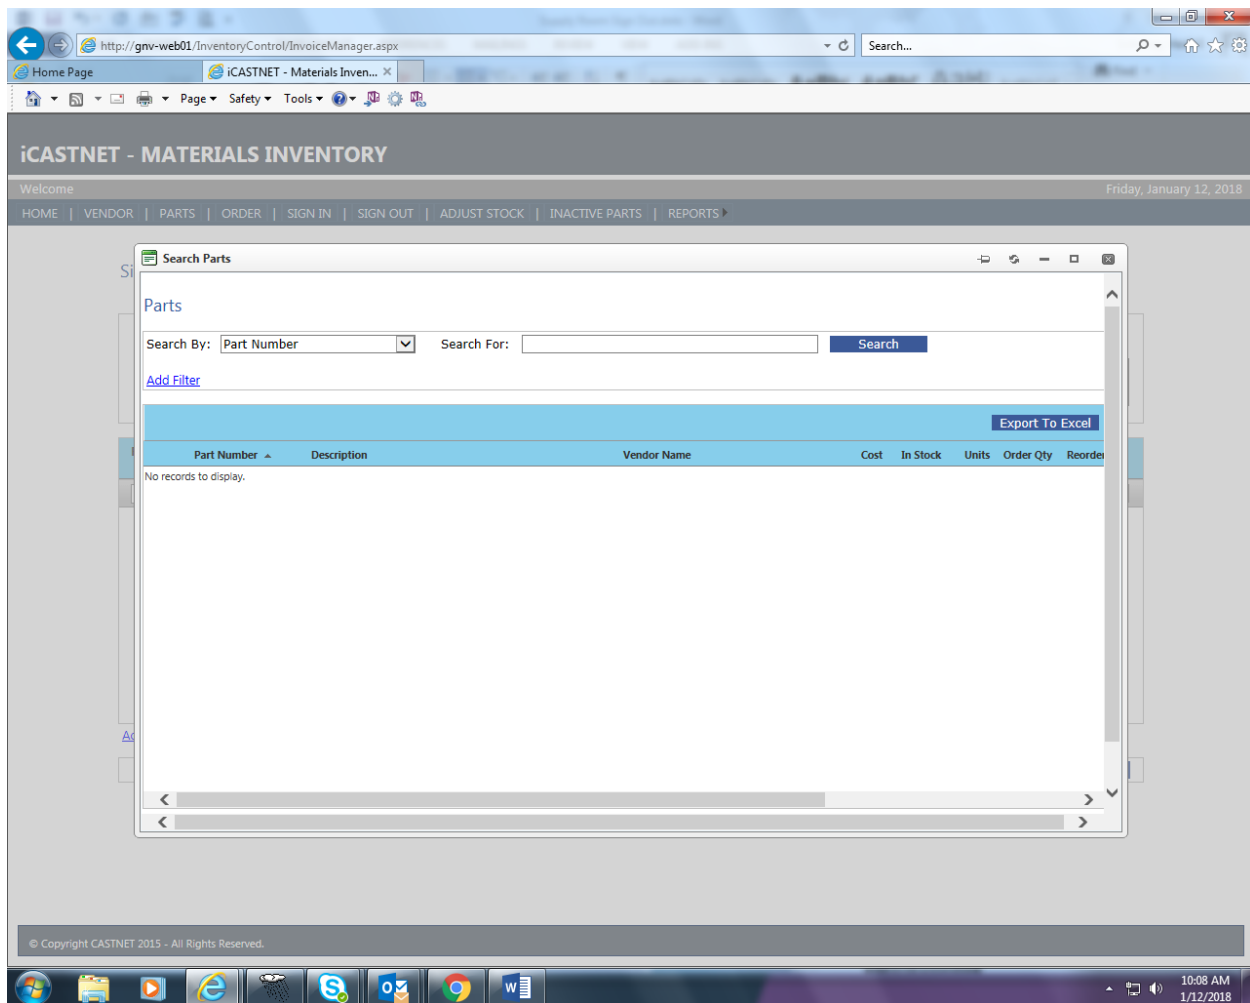 http://gnv-web01/InventoryControl/InvoiceManager.aspx
Search...
Home Page
iCASTNET - Materials Inven...
Page Safety Tools
iCASTNET - MATERIALS INVENTORY
Welcome
Friday, January 12, 2018
HOME | VENDOR | PARTS | ORDER | SIGN IN | SIGN OUT | ADJUST STOCK | INACTIVE PARTS | REPORTS
Search Parts
Si
Parts
Search By: Part Number Search For: Search
Add Filter
Export To Excel
Part Number Description Vendor Name Cost In Stock Units Order Qty Reorder
No records to display.
© Copyright CASTNET 2015 - All Rights Reserved.
10:08 AM
1/12/2018